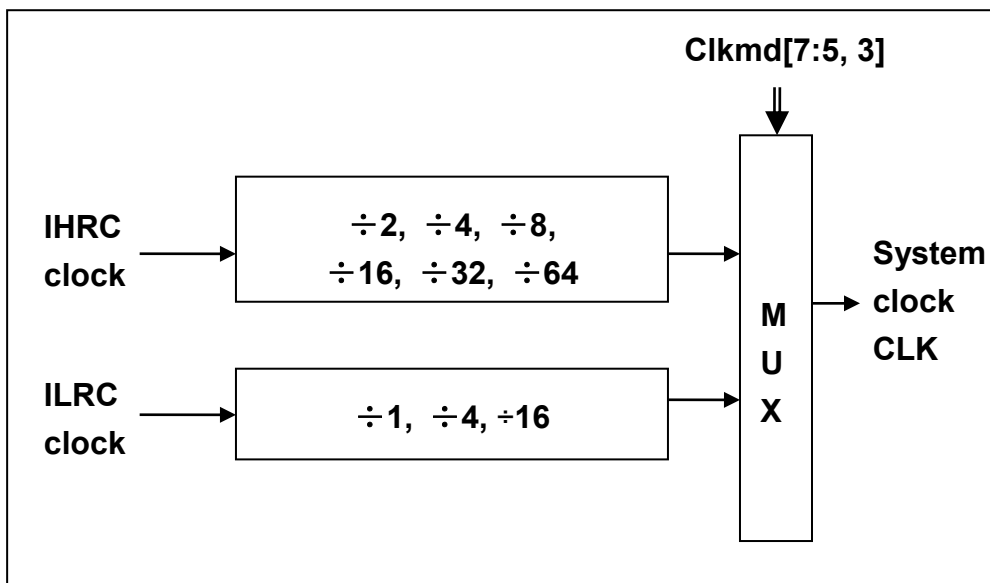 Clkmd[7:5, 3]
IHRC
clock
÷2, ÷4, ÷8,
÷16, ÷32, ÷64
System
clock
CLK
M
U
X
ILRC
clock
÷1, ÷4, ÷16